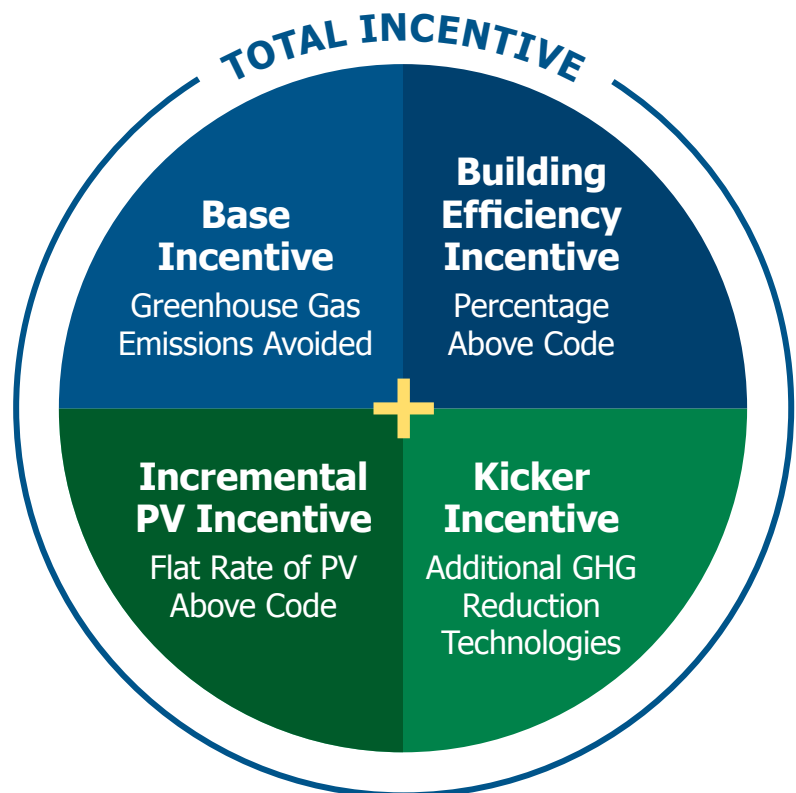 TOTAL INCENTIVE
Base
Incentive
Greenhouse Gas
Emissions Avoided
Building
Efficiency
Incentive
Percentage
Above Code
Incremental
PV Incentive
Flat Rate of PV
Above Code
Kicker
Incentive
Additional GHG
Reduction
Technologies